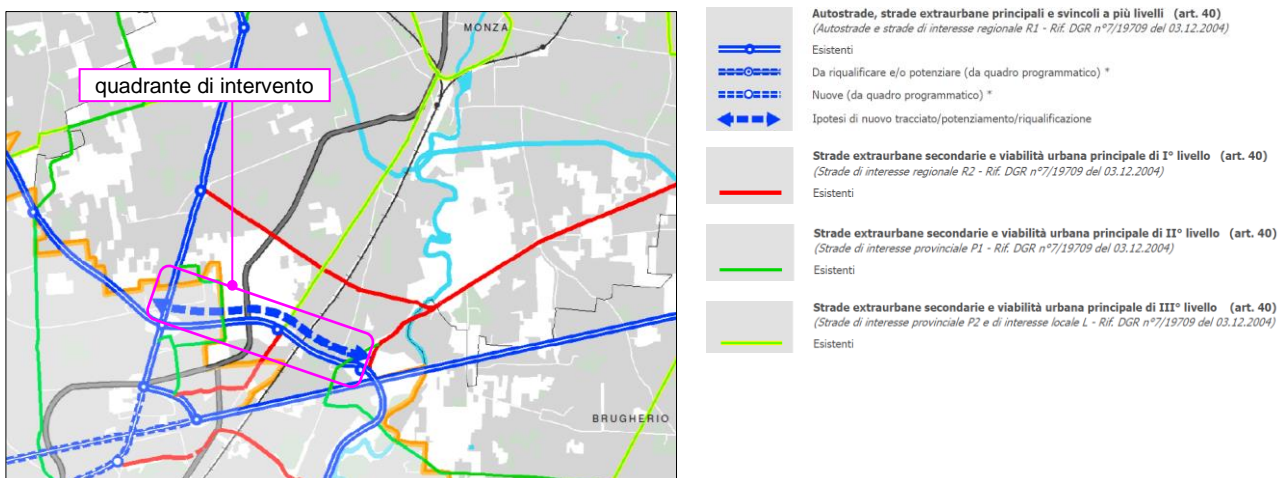 MONZA
quadrante di intervento
BRUGHERIO
Autostrade, strade extraurbane principali e svincoli a più livelli (art. 40)
(Autostrade e strade di interesse regionale R1 - Rif. DGR n°7/19709 del 03.12.2004)
Esistenti
Da riqualificare e/o potenziare (da quadro programmatico) *
Nuove (da quadro programmatico) *
Ipotesi di nuovo tracciato/potenziamento/riqualificazione
Strade extraurbane secondarie e viabilità urbana principale di I° livello (art. 40)
(Strade di interesse regionale R2 - Rif. DGR n°7/19709 del 03.12.2004)
Esistenti
Strade extraurbane secondarie e viabilità urbana principale di II° livello (art. 40)
(Strade di interesse provinciale P1 - Rif. DGR n°7/19709 del 03.12.2004)
Esistenti
Strade extraurbane secondarie e viabilità urbana principale di III° livello (art. 40)
(Strade di interesse provinciale P2 e di interesse locale L - Rif. DGR n°7/19709 del 03.12.2004)
Esistenti